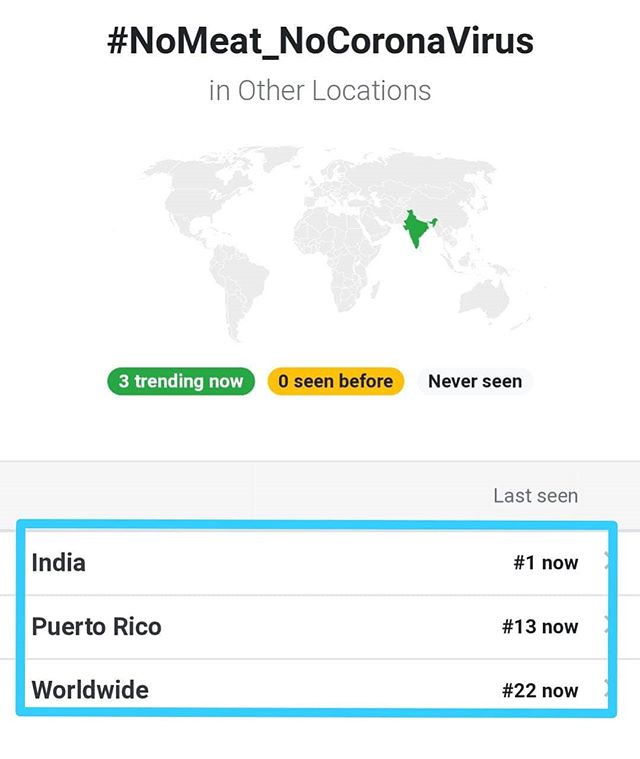 #NoMeat_NoCoronaVirus
in Other Locations
3 trending now 0 seen before Never seen
Last seen
India #1 now
Puerto Rico #13 now
Worldwide #22 now